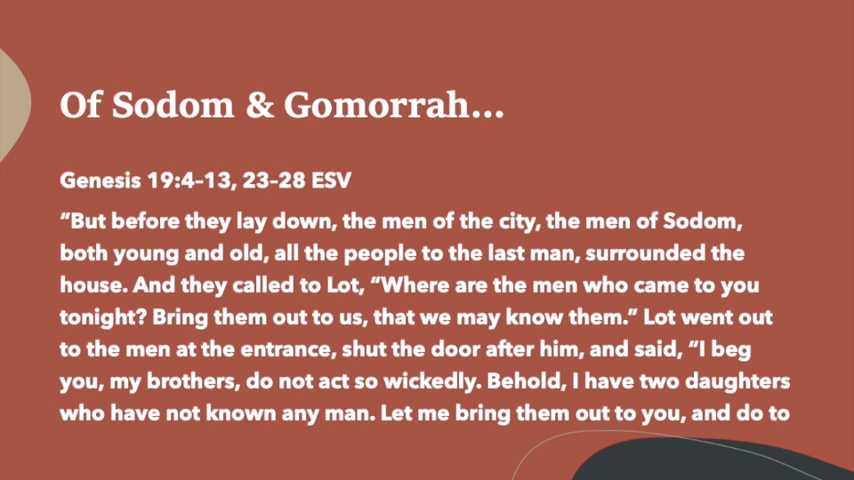 Of Sodom & Gomorrah...
Genesis 19:4–13, 23–28 ESV
“But before they lay down, the men of the city, the men of Sodom,
both young and old, all the people to the last man, surrounded the
house. And they called to Lot, “Where are the men who came to you
tonight? Bring them out to us, that we may know them.” Lot went out
to the men at the entrance, shut the door after him, and said, “I beg
you, my brothers, do not act so wickedly. Behold, I have two daughters
who have not known any man. Let me bring them out to you, and do to